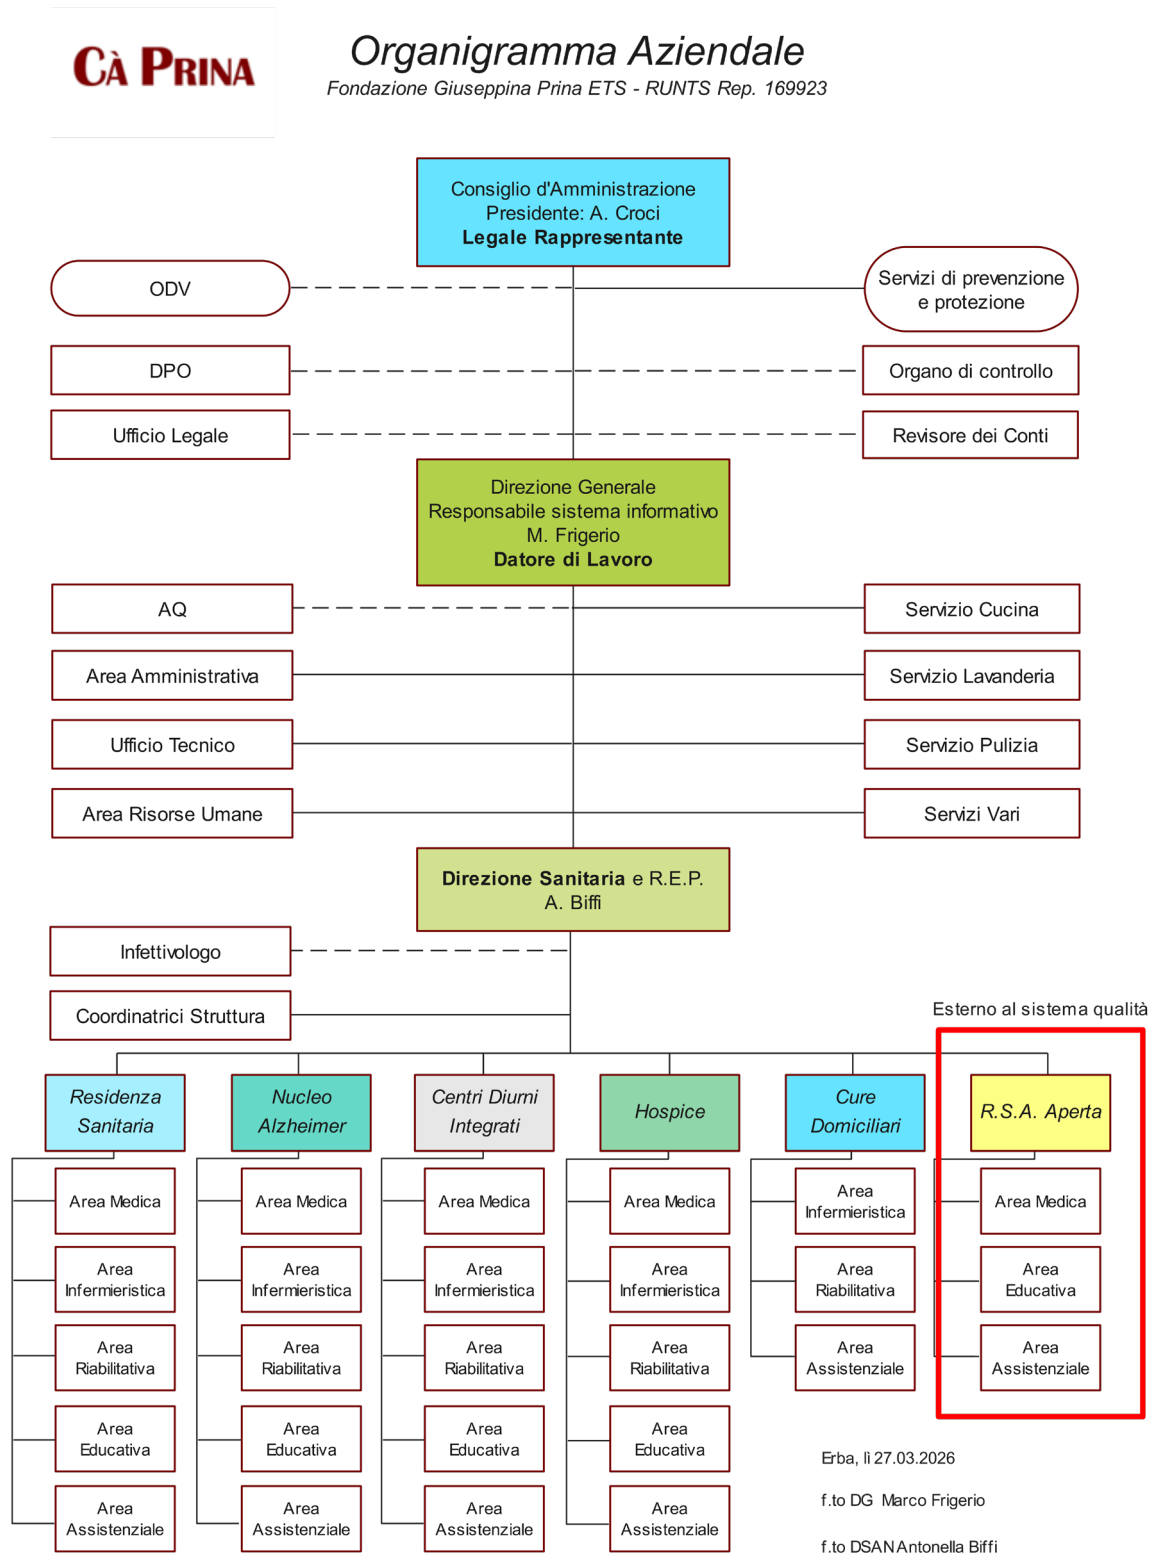 CÀ PRINA
Organigramma Aziendale
Fondazione Giuseppina Prina ETS - RUNTS Rep. 169923
Consiglio d'Amministrazione
Presidente: A. Croci
Legale Rappresentante
ODV
Servizi di prevenzione
e protezione
DPO
Organo di controllo
Ufficio Legale
Revisore dei Conti
Direzione Generale
Responsabile sistema informativo
M. Frigerio
Datore di Lavoro
AQ
Servizio Cucina
Area Amministrativa
Servizio Lavanderia
Ufficio Tecnico
Servizio Pulizia
Area Risorse Umane
Servizi Vari
Direzione Sanitaria e R.E.P.
A. Biffi
Infettivologo
Coordinatrici Struttura
Esterno al sistema qualità
Residenza
Sanitaria
Nucleo
Alzheimer
Centri Diurni
Integrati
Hospice
Cure
Domiciliari
R.S.A. Aperta
Area Medica
Area
Infermieristica
Area
Riabilitativa
Area
Educativa
Area
Assistenziale
Area Medica
Area
Infermieristica
Area
Riabilitativa
Area
Educativa
Area
Assistenziale
Area Medica
Area
Infermieristica
Area
Riabilitativa
Area
Educativa
Area
Assistenziale
Area Medica
Area
Infermieristica
Area
Riabilitativa
Area
Educativa
Area
Assistenziale
Area
Infermieristica
Area
Riabilitativa
Area
Assistenziale
Area Medica
Area
Educativa
Area
Assistenziale
Erba, lì 27.03.2026
f.to DG Marco Frigerio
f.to DSAN Antonella Biffi